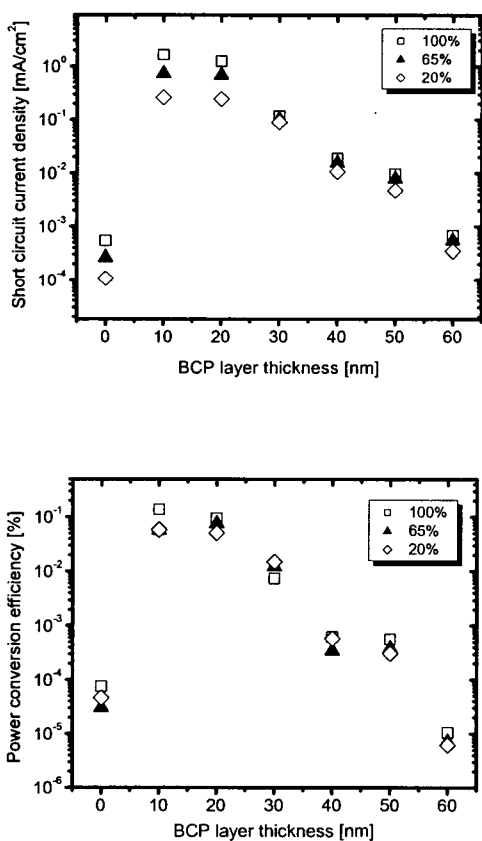 Short circuit current density [mA/cm²]
10⁰
10⁻¹
10⁻²
10⁻³
10⁻⁴
100%
65%
20%
0 10 20 30 40 50 60
BCP layer thickness [nm]
Power conversion efficiency [%]
10⁻¹
10⁻²
10⁻³
10⁻⁴
10⁻⁵
10⁻⁶
100%
65%
20%
0 10 20 30 40 50 60
BCP layer thickness [nm]